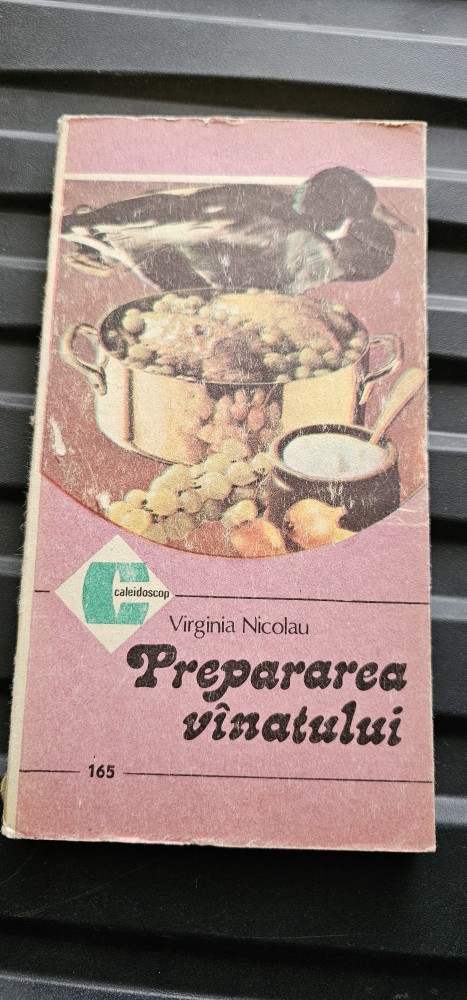 caleidoscop
Virginia Nicolau
Prepararea
vînatului
165